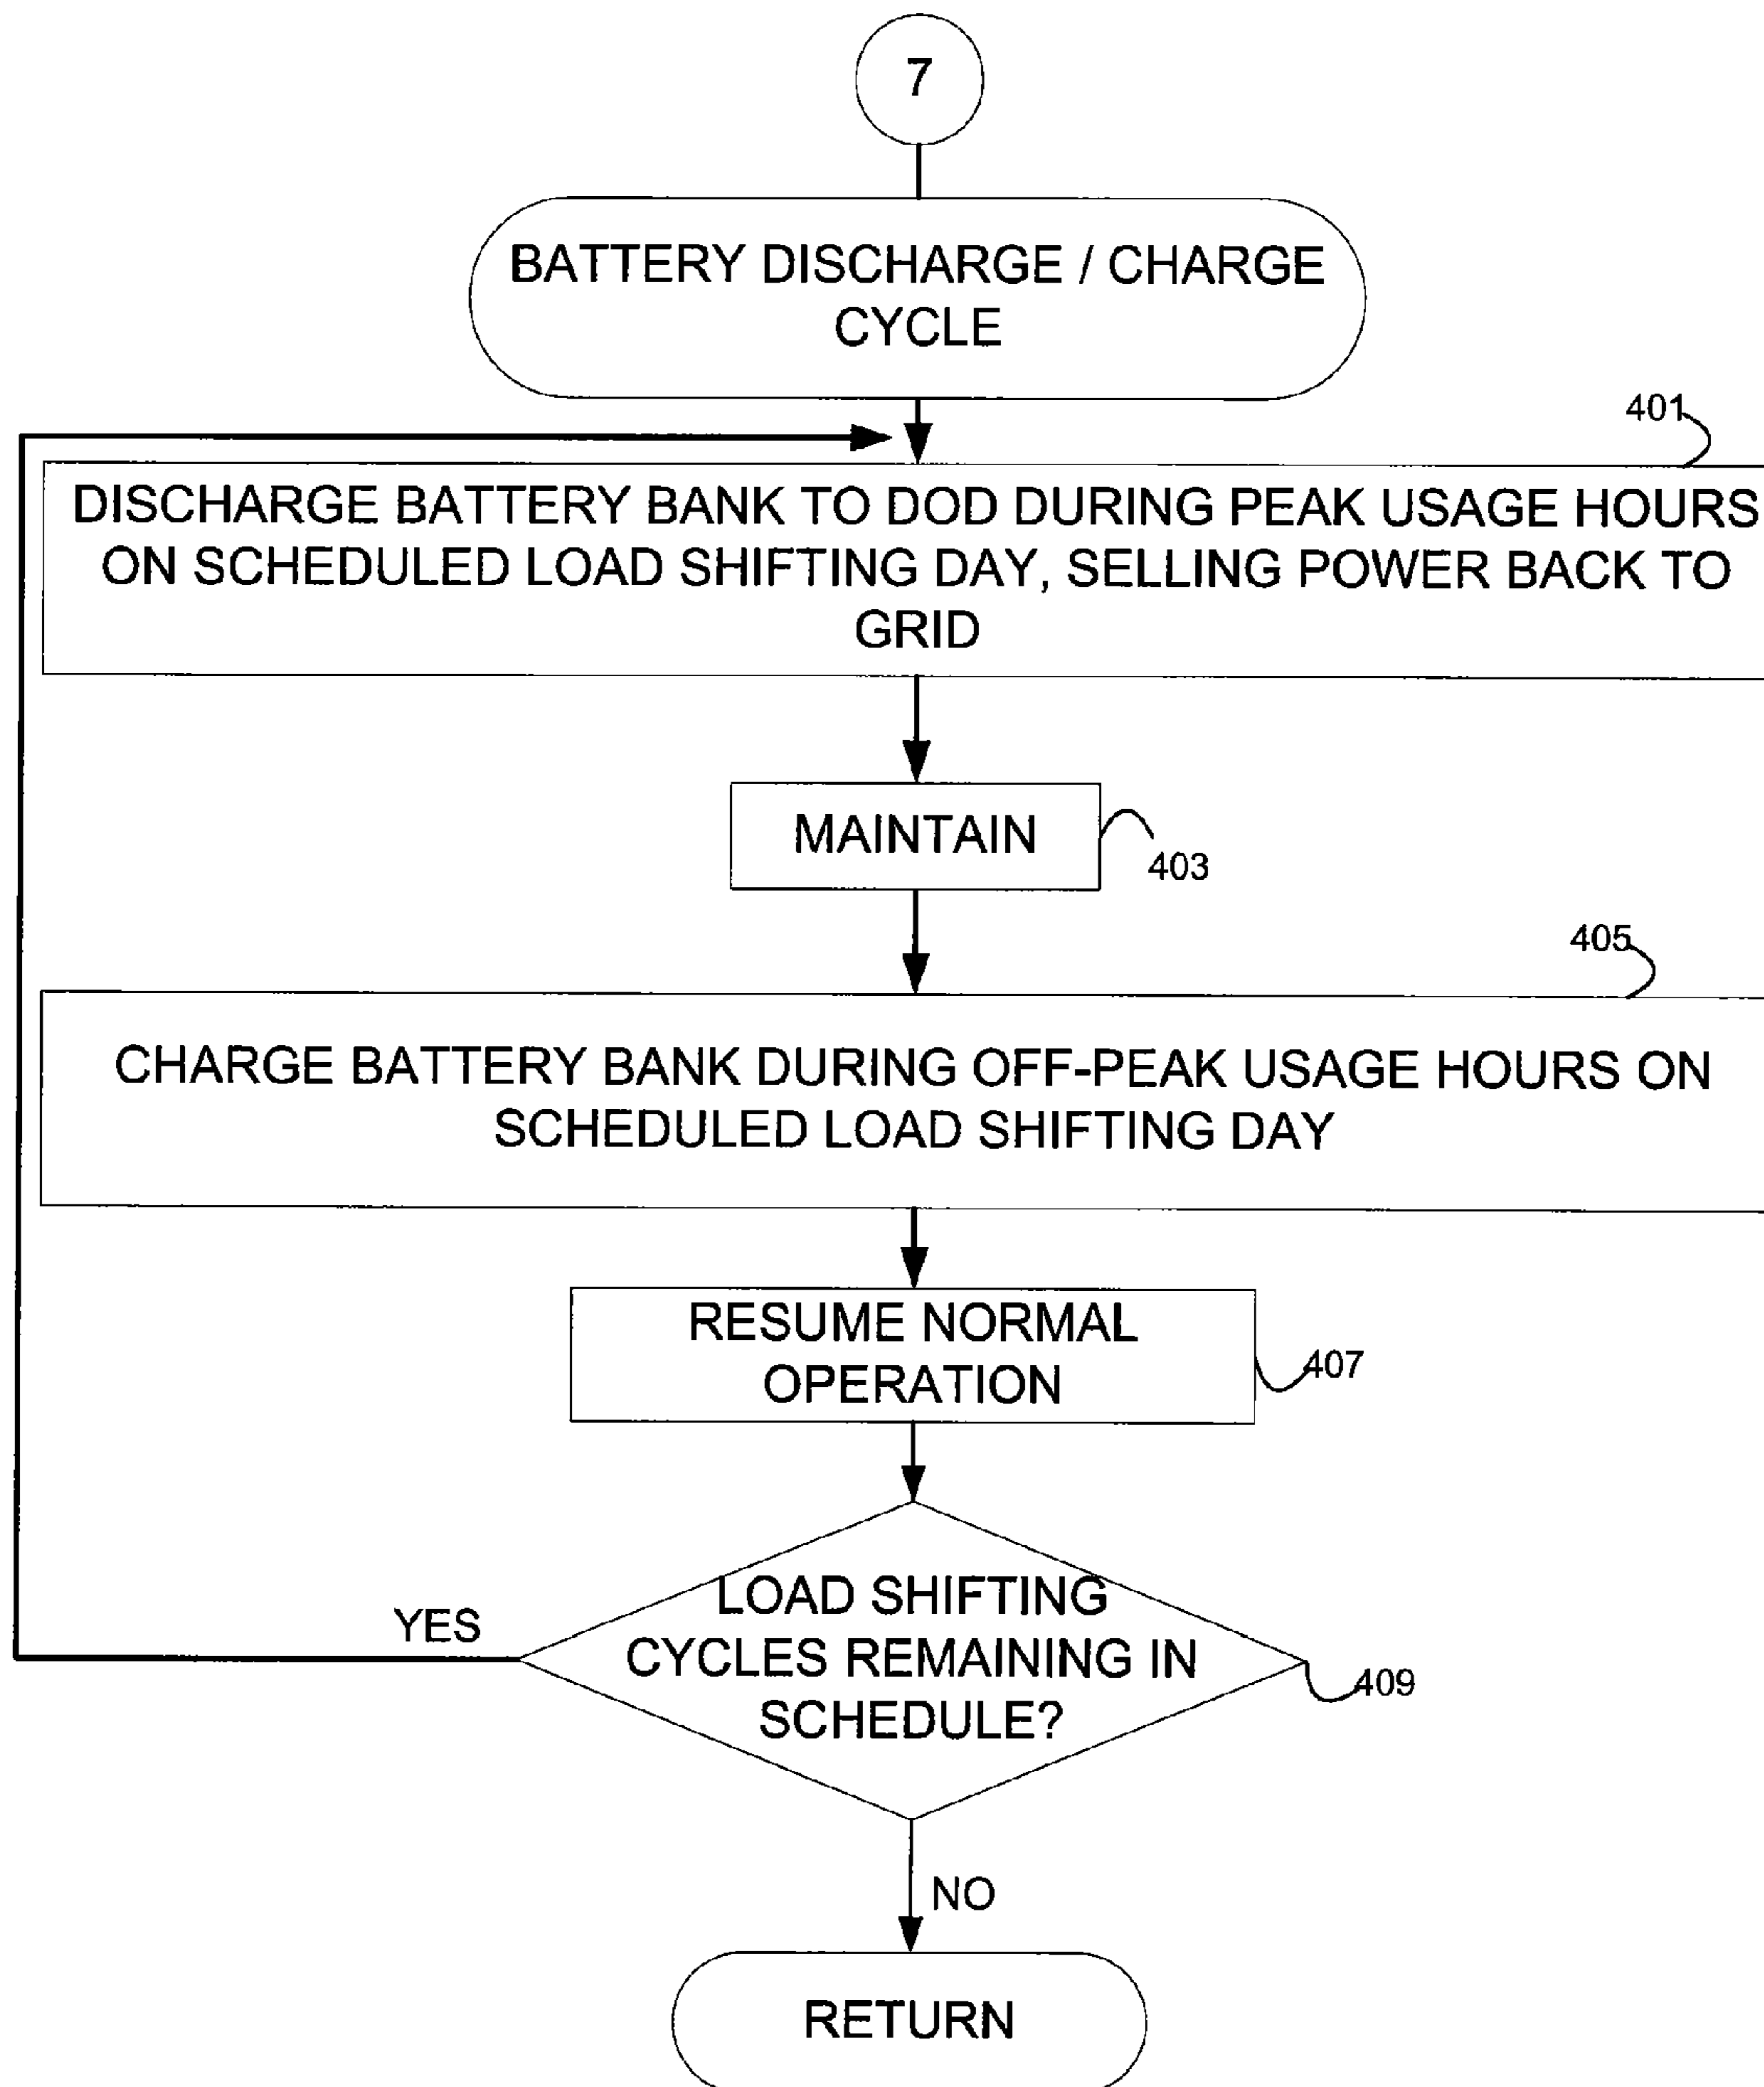 7
BATTERY DISCHARGE / CHARGE
CYCLE
401
DISCHARGE BATTERY BANK TO DOD DURING PEAK USAGE HOURS
ON SCHEDULED LOAD SHIFTING DAY, SELLING POWER BACK TO
GRID
MAINTAIN
403
405
CHARGE BATTERY BANK DURING OFF-PEAK USAGE HOURS ON
SCHEDULED LOAD SHIFTING DAY
RESUME NORMAL
OPERATION
407
LOAD SHIFTING
CYCLES REMAINING IN
SCHEDULE?
YES
409
NO
RETURN